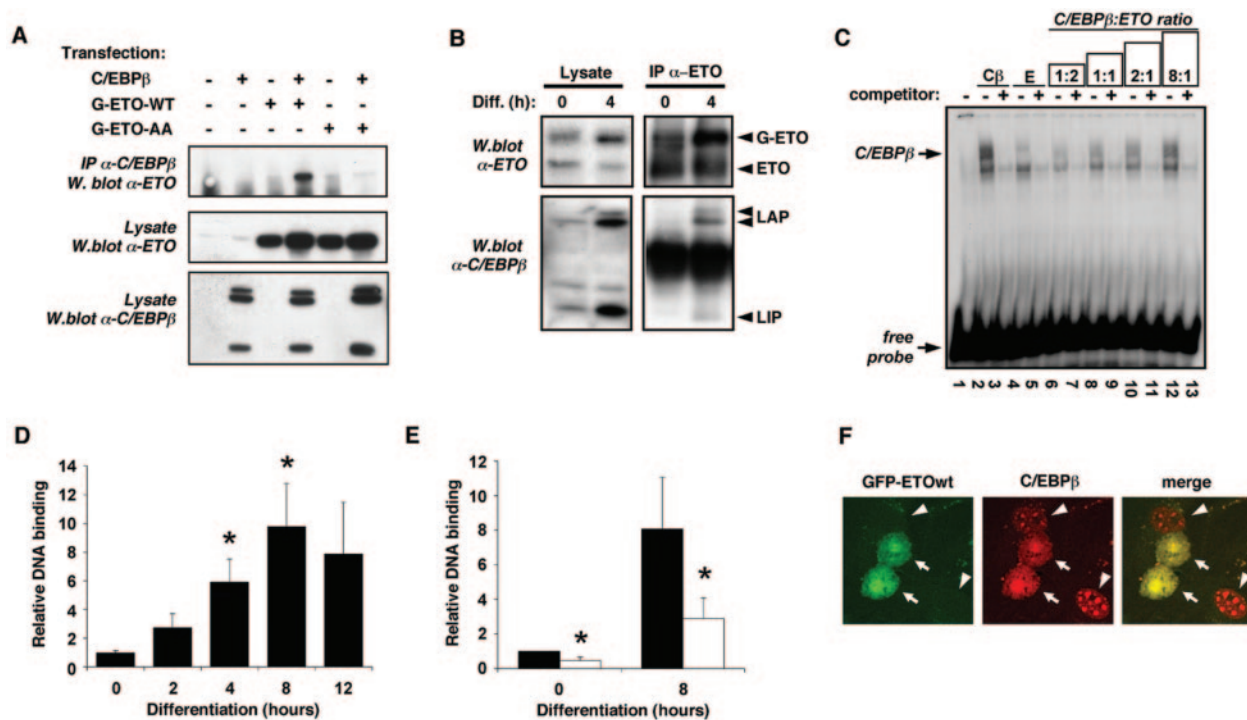 A
Transfection:
C/EBPβ - + - + - +
G-ETO-WT - - + + - -
G-ETO-AA - - - - + +
IP α-C/EBPβ
W. blot α-ETO
Lysate
W.blot α-ETO
Lysate
W.blot α-C/EBPβ
B
Lysate IP α-ETO
Diff. (h): 0 4 0 4
W.blot
α-ETO
G-ETO
ETO
W.blot
α-C/EBPβ
LAP
LIP
C
C/EBPβ:ETO ratio
Cβ E 1:2 1:1 2:1 8:1
competitor: - - + - + - + - + - + - +
C/EBPβ
free
probe
1 2 3 4 5 6 7 8 9 10 11 12 13
D
Relative DNA binding
14
12
10
8
6
4
2
0
* *
0 2 4 8 12
Differentiation (hours)
E
Relative DNA binding
12
10
8
6
4
2
0
* *
0 8
Differentiation (hours)
F
GFP-ETOwt C/EBPβ merge